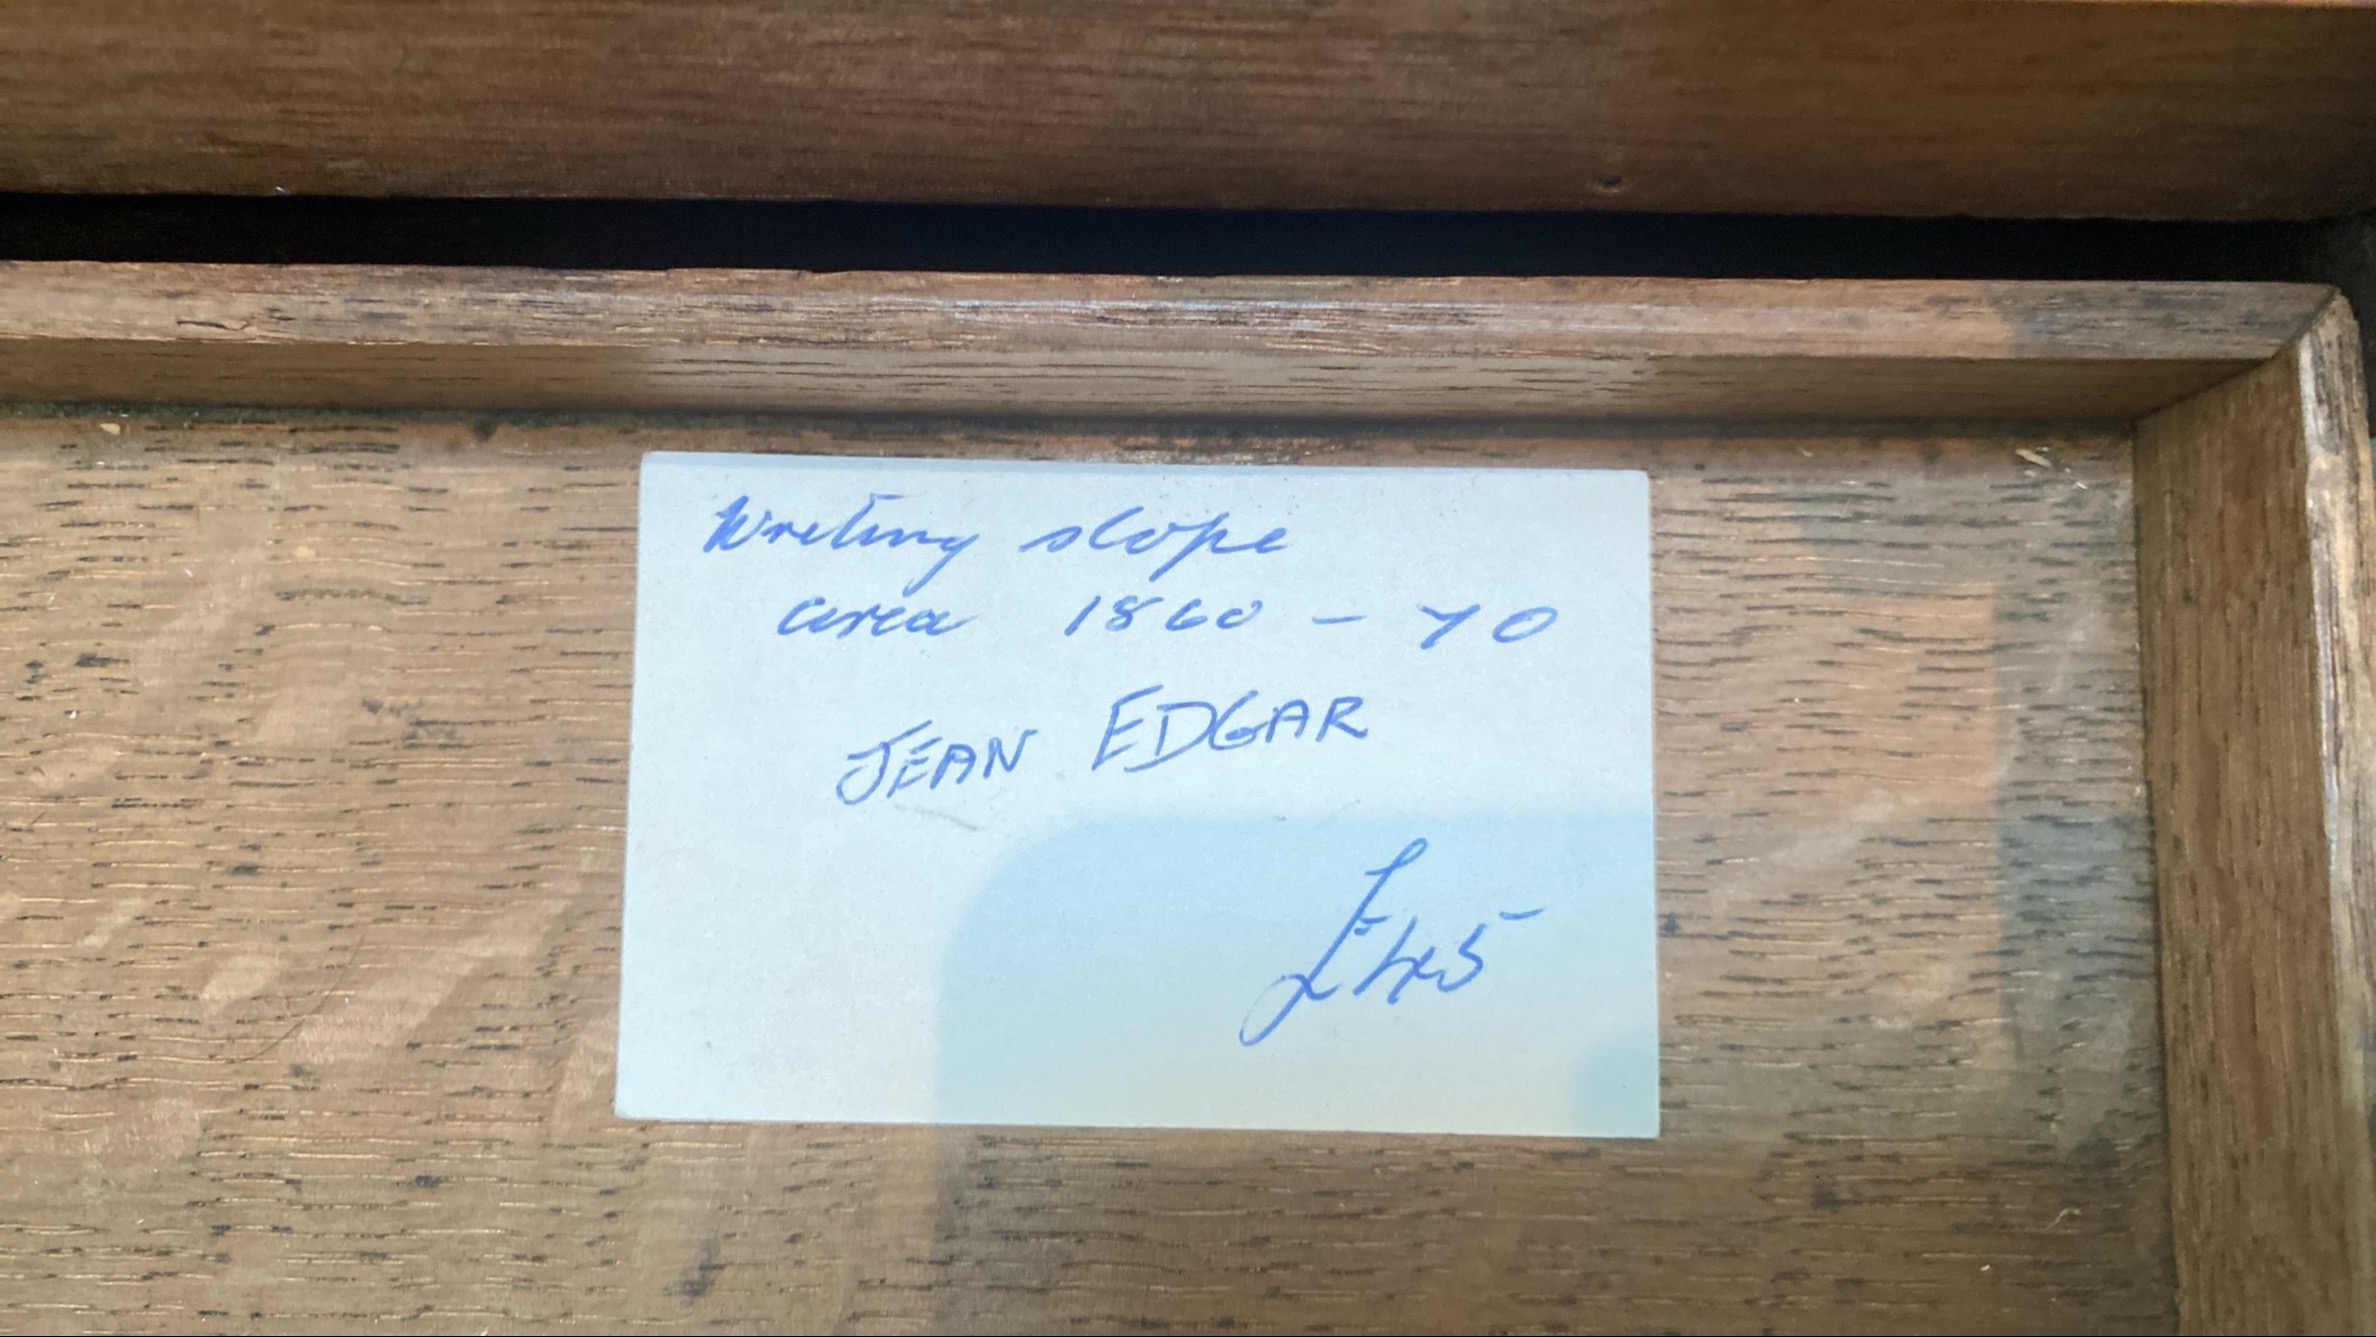 Writing slope
circa 1860 - 70
JEAN EDGAR
£45